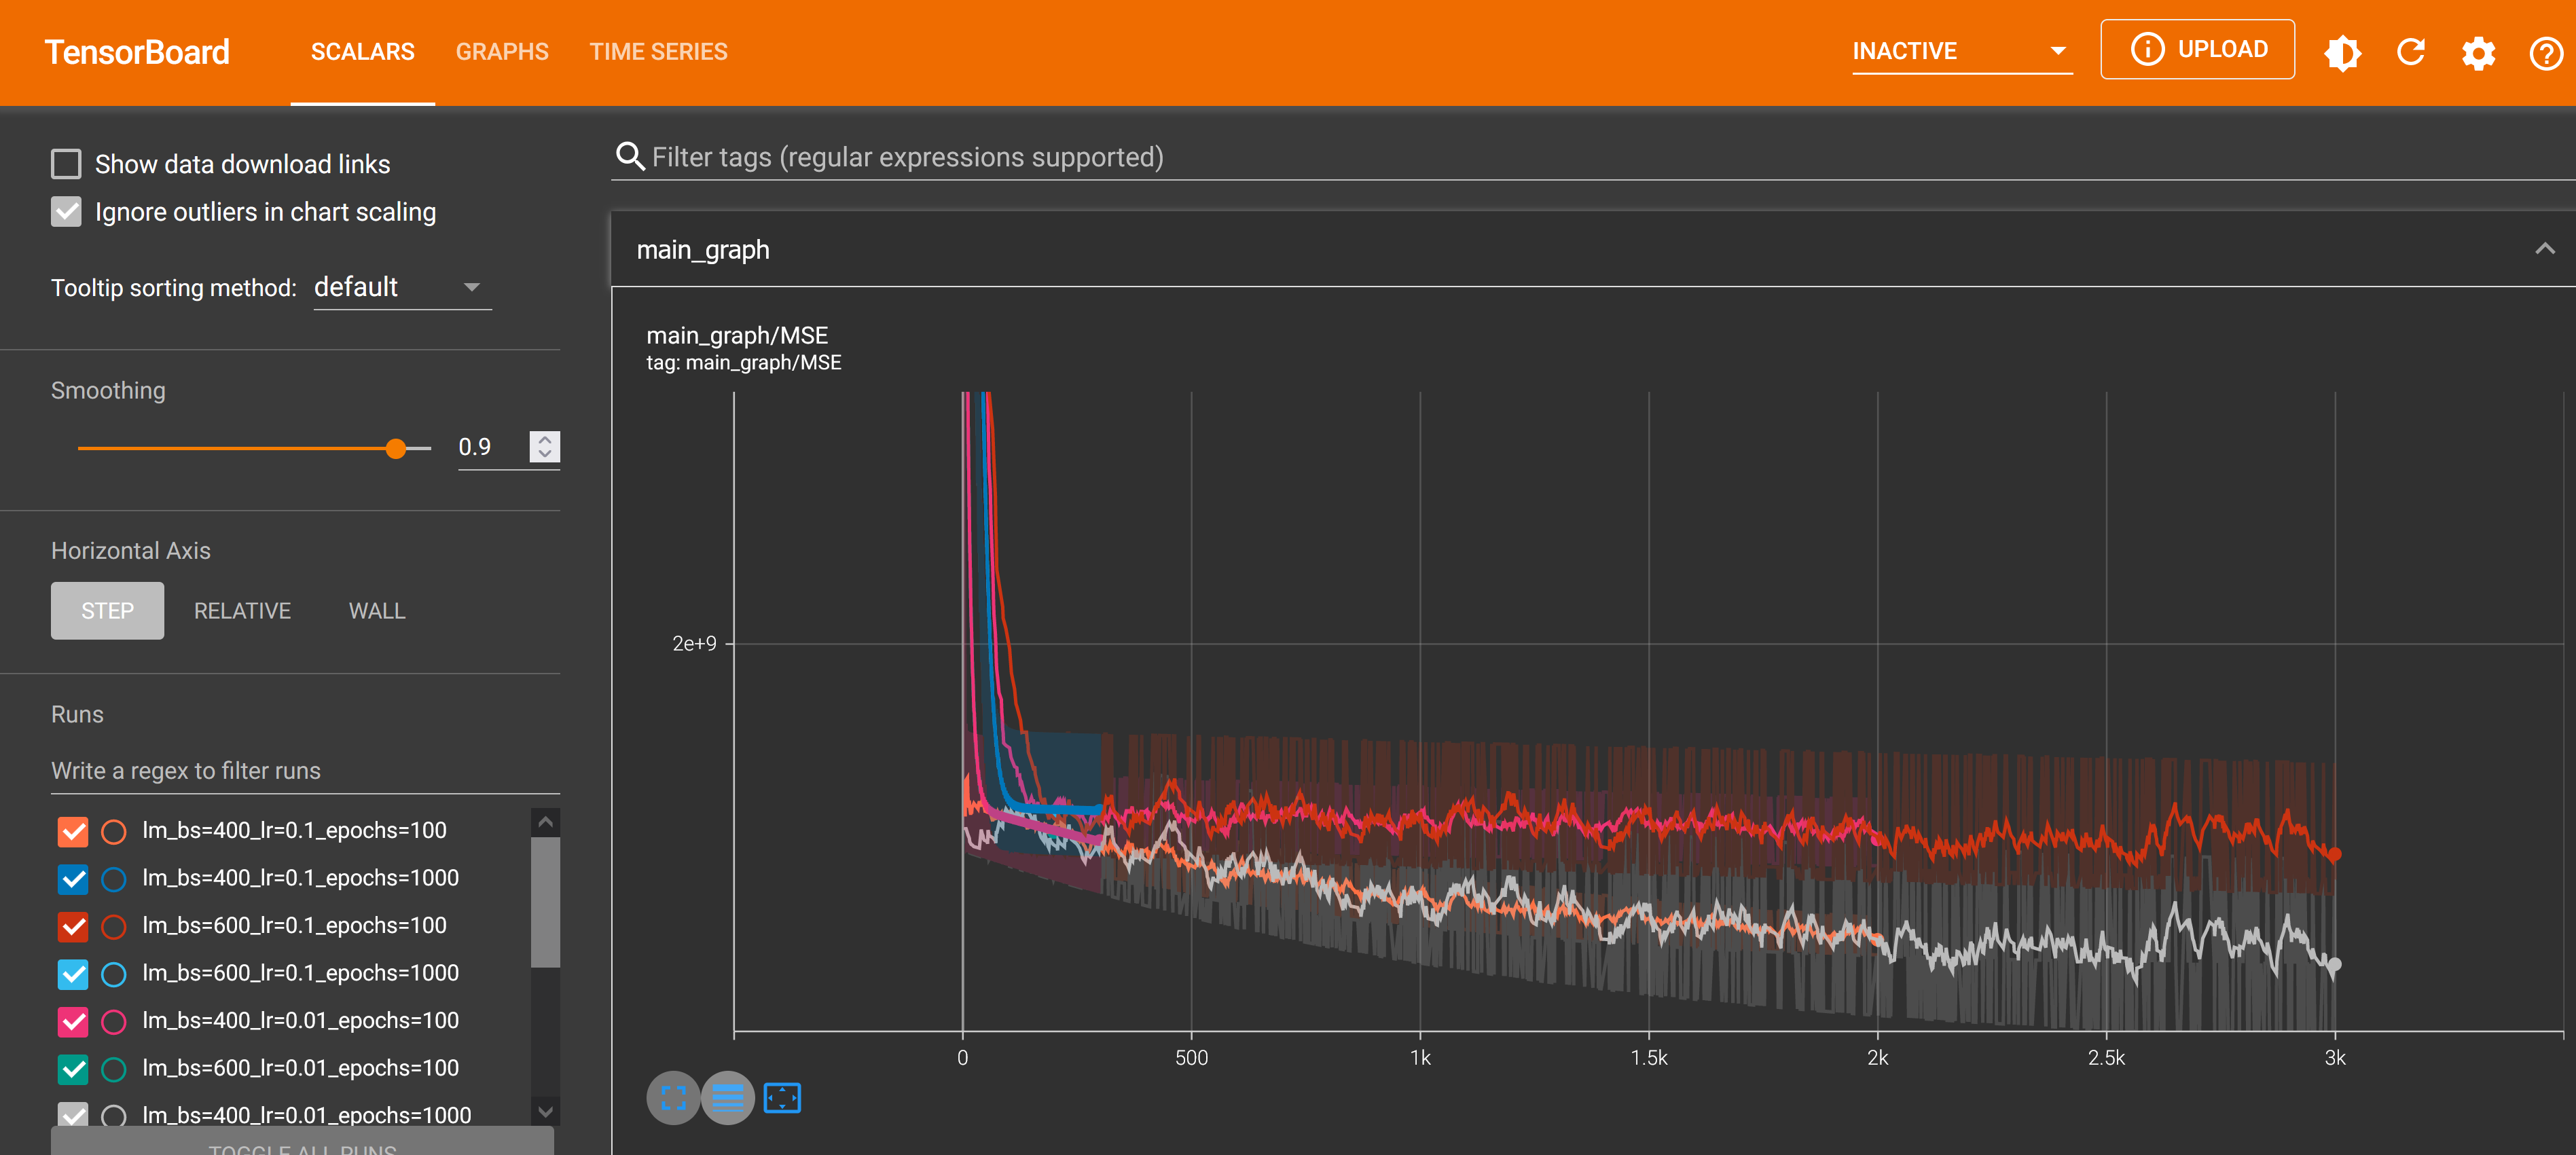 TensorBoard
SCALARS
GRAPHS
TIME SERIES
INACTIVE
UPLOAD
Show data download links
Ignore outliers in chart scaling
Tooltip sorting method: default
Smoothing
0.9
Horizontal Axis
STEP
RELATIVE
WALL
Runs
Write a regex to filter runs
lm_bs=400_lr=0.1_epochs=100
lm_bs=400_lr=0.1_epochs=1000
lm_bs=600_lr=0.1_epochs=100
lm_bs=600_lr=0.1_epochs=1000
lm_bs=400_lr=0.01_epochs=100
lm_bs=600_lr=0.01_epochs=100
lm_bs=400_lr=0.01_epochs=1000
TOGGLE ALL RUNS
Filter tags (regular expressions supported)
main_graph
main_graph/MSE
tag: main_graph/MSE
2e+9
0
500
1k
1.5k
2k
2.5k
3k